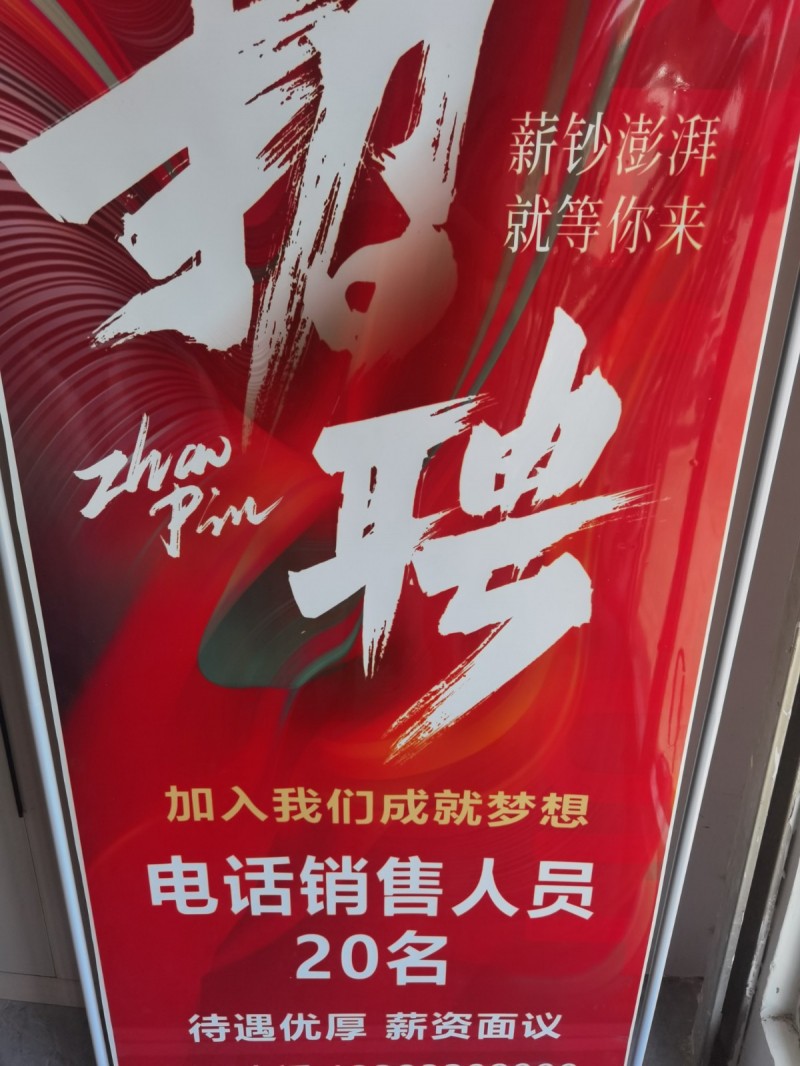 招
薪钞澎湃
就等你来
聘
zhao
pin
加入我们成就梦想
电话销售人员
20名
待遇优厚 薪资面议